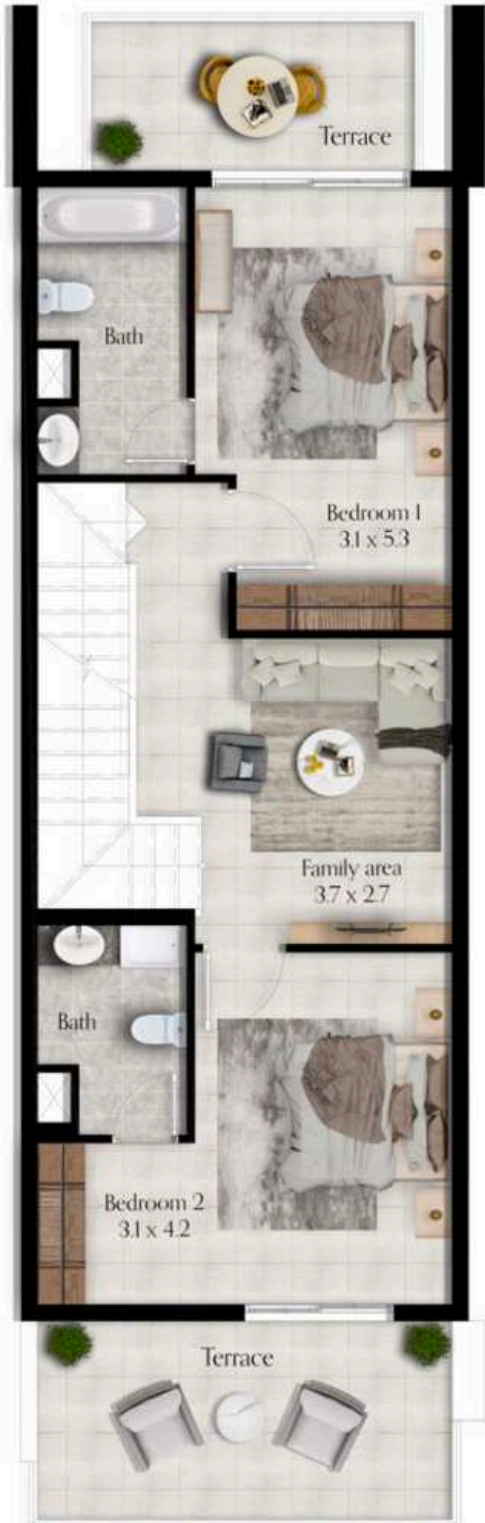 Terrace
Bath
Bedroom 1
3.1 x 5.3
Family area
3.7 x 2.7
Bath
Bedroom 2
3.1 x 4.2
Terrace